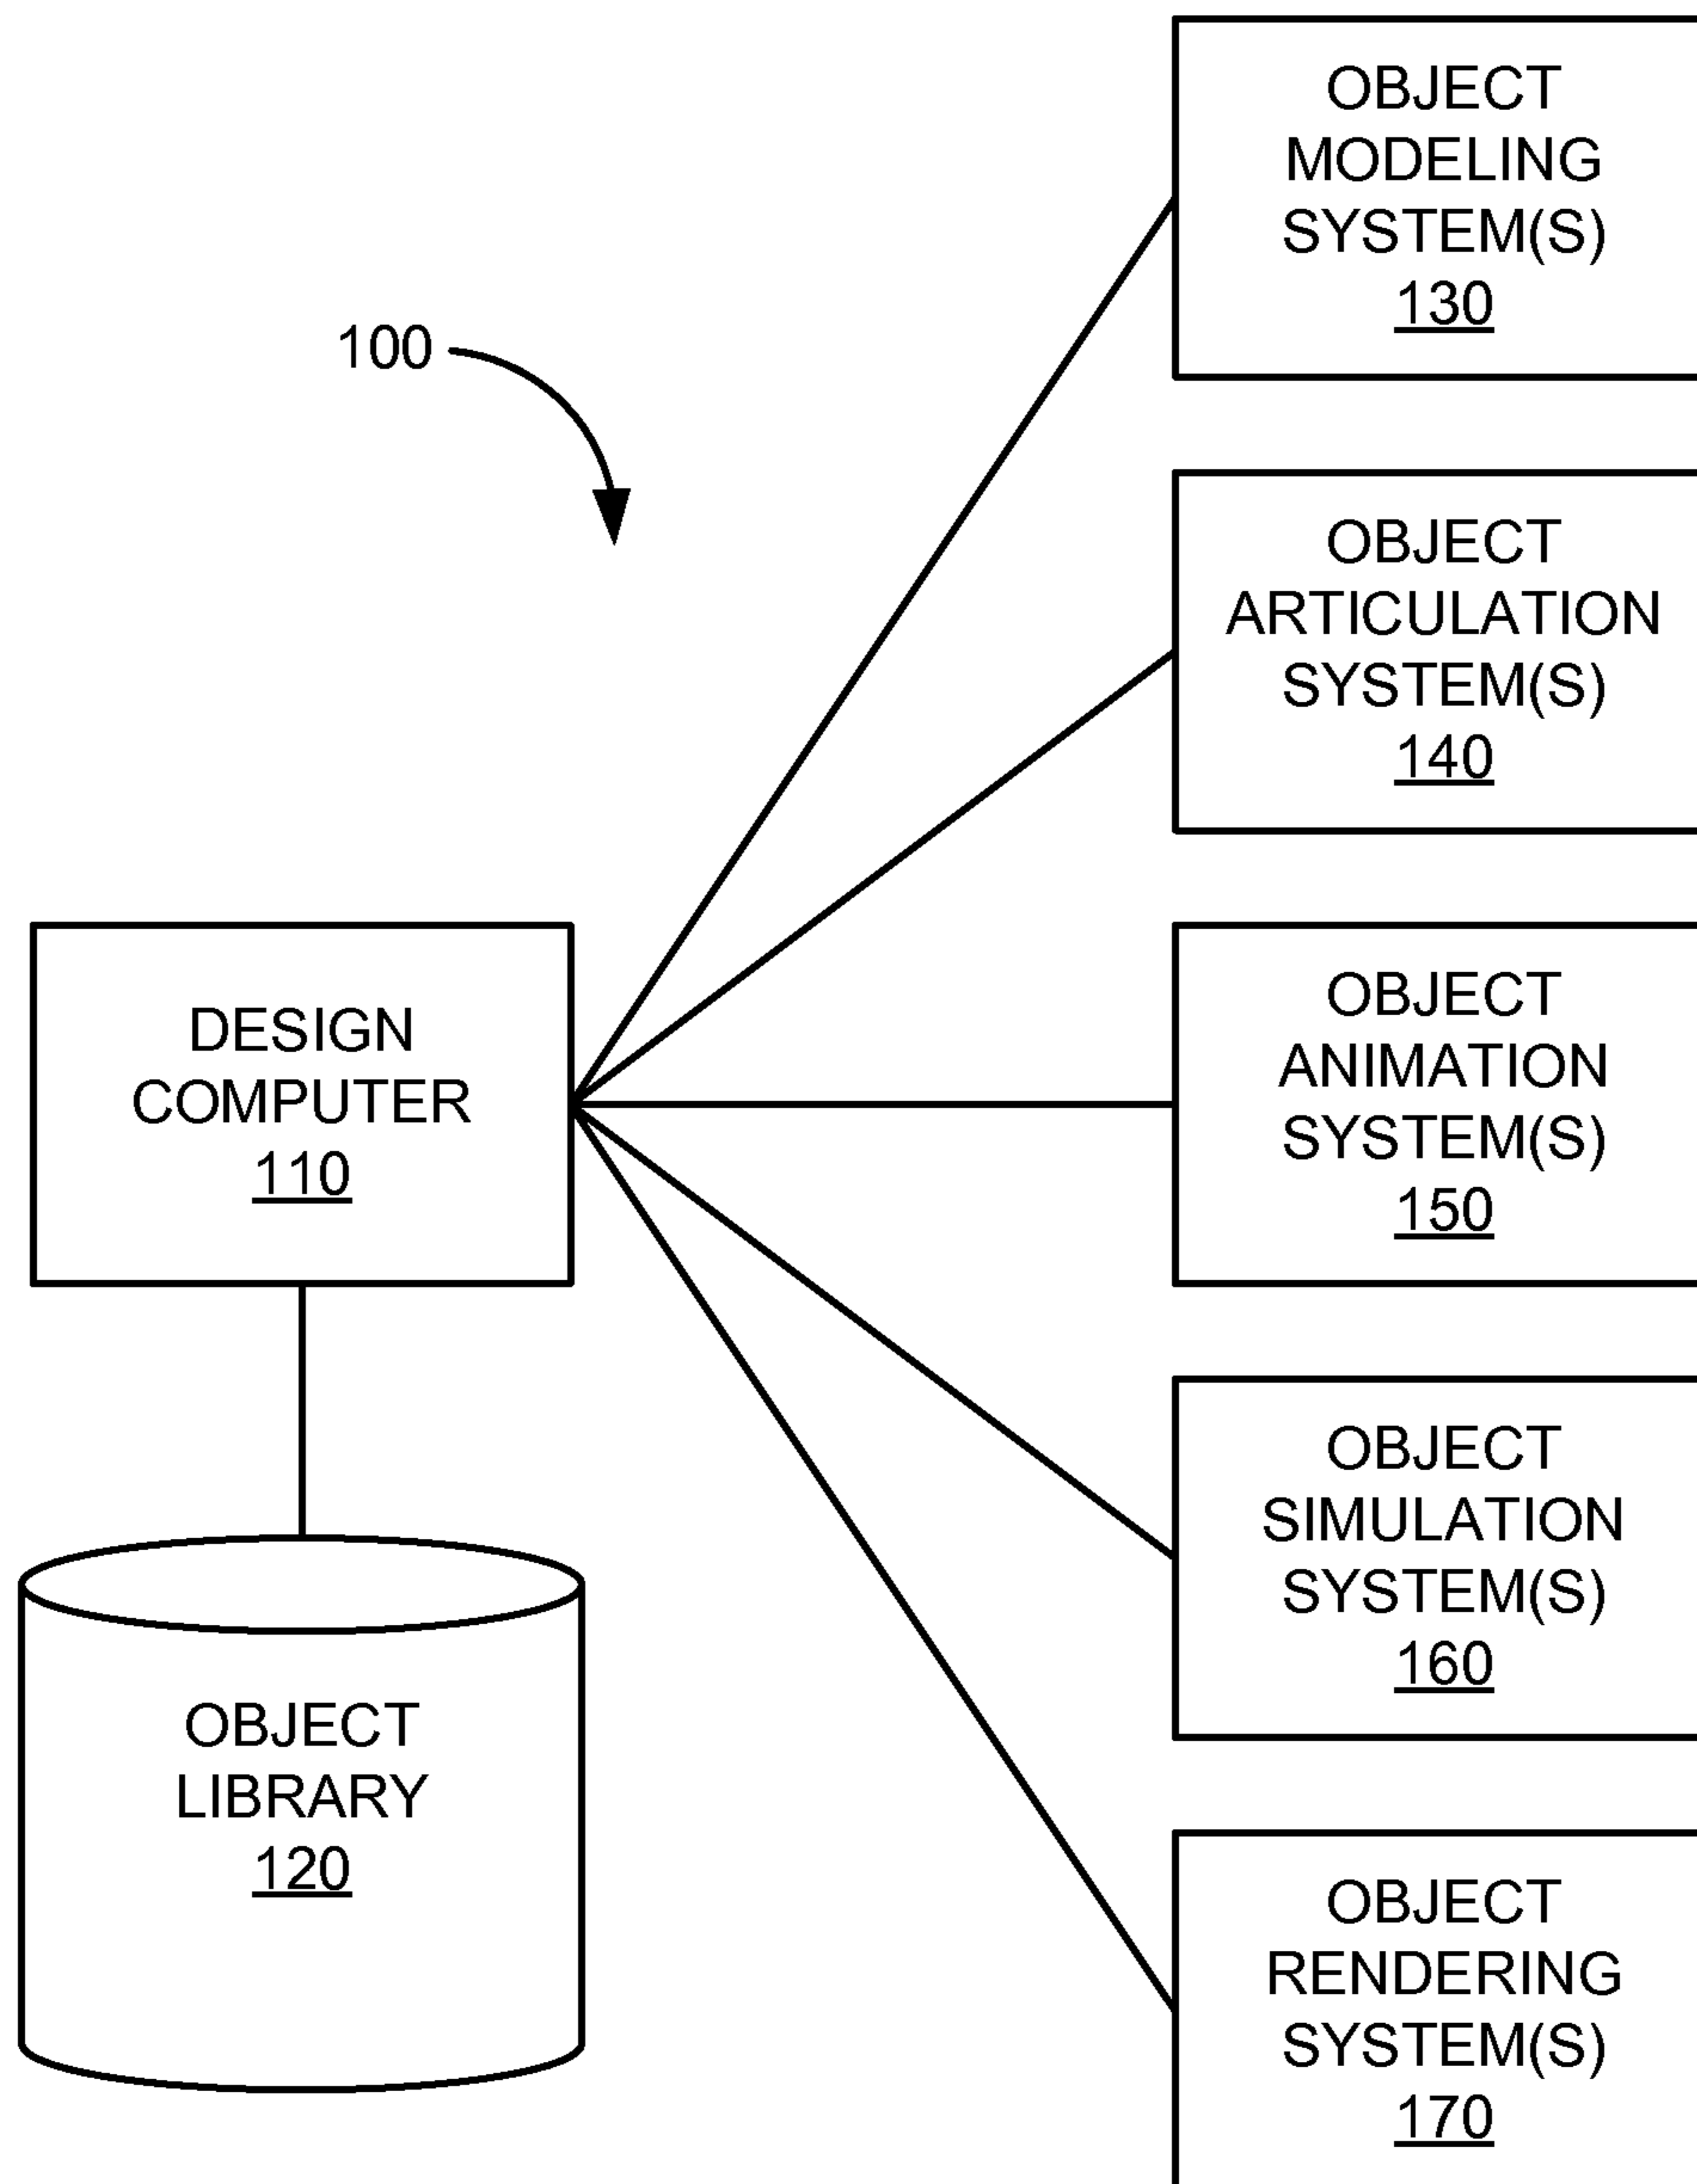 100
DESIGN
COMPUTER
110
OBJECT
LIBRARY
120
OBJECT
MODELING
SYSTEM(S)
130
OBJECT
ARTICULATION
SYSTEM(S)
140
OBJECT
ANIMATION
SYSTEM(S)
150
OBJECT
SIMULATION
SYSTEM(S)
160
OBJECT
RENDERING
SYSTEM(S)
170